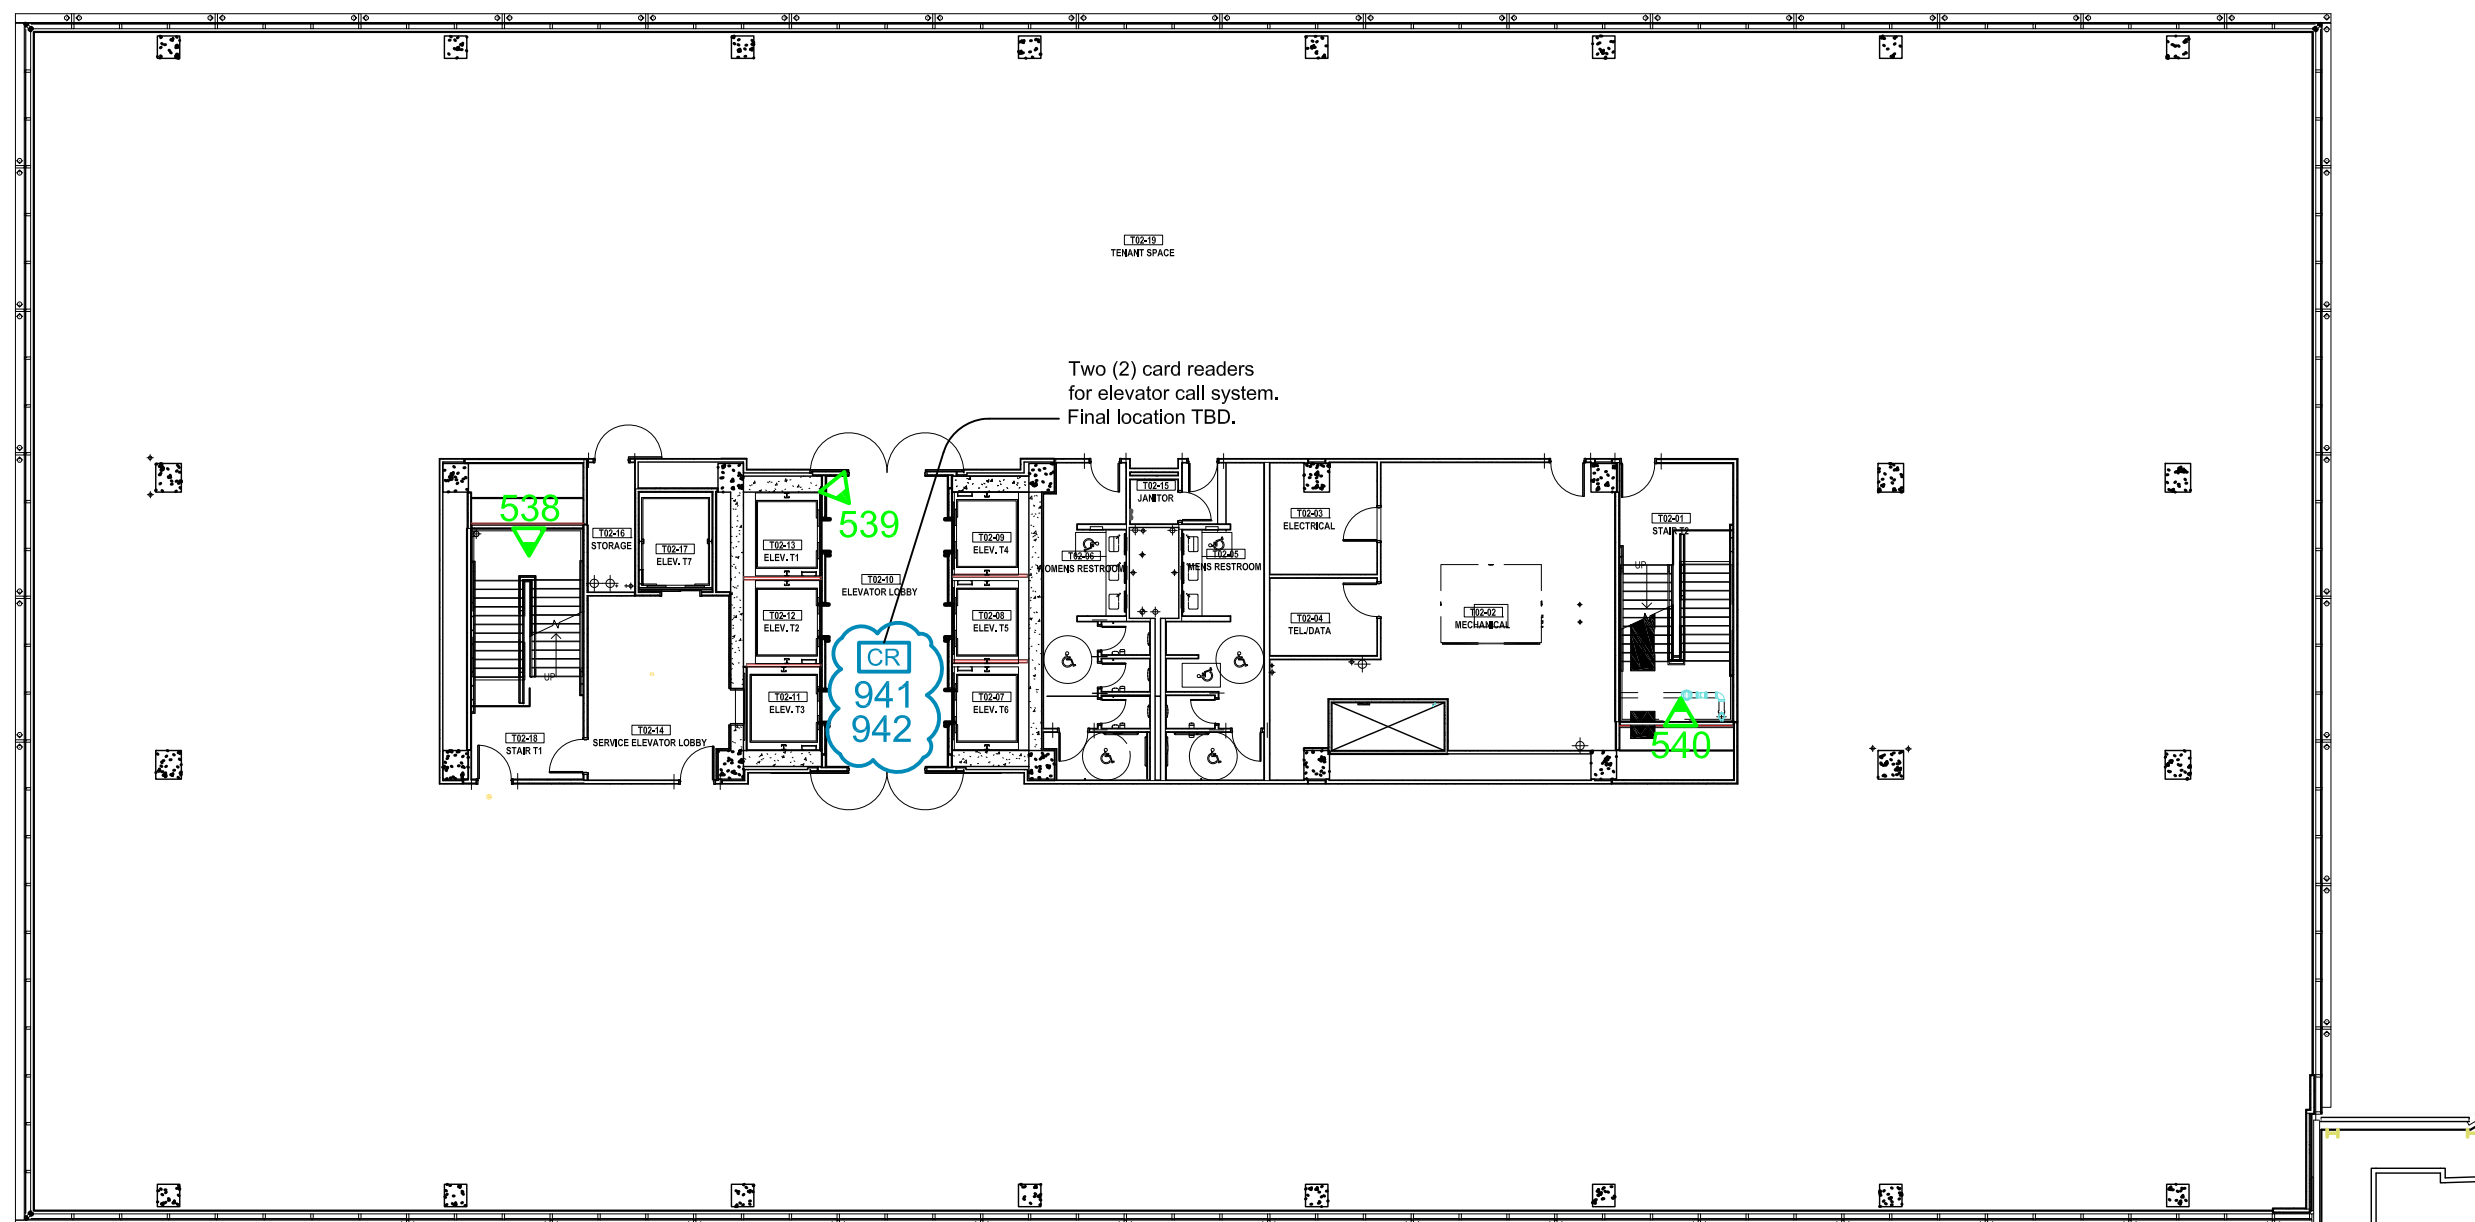 T02-19
TENANT SPACE
Two (2) card readers
for elevator call system.
Final location TBD.
538
539
540
T02-16
STORAGE
T02-17
ELEV. T7
T02-13
ELEV. T1
T02-12
ELEV. T2
T02-11
ELEV. T3
T02-10
ELEVATOR LOBBY
CR
941
942
T02-09
ELEV. T4
T02-08
ELEV. T5
T02-07
ELEV. T6
T02-18
STAIR T1
UP
T02-14
SERVICE ELEVATOR LOBBY
T02-15
JANITOR
T02-06
WOMENS RESTROOM
T02-05
MENS RESTROOM
T02-03
ELECTRICAL
T02-04
TEL./DATA
T02-02
MECHANICAL
T02-01
STAIR T2
UP